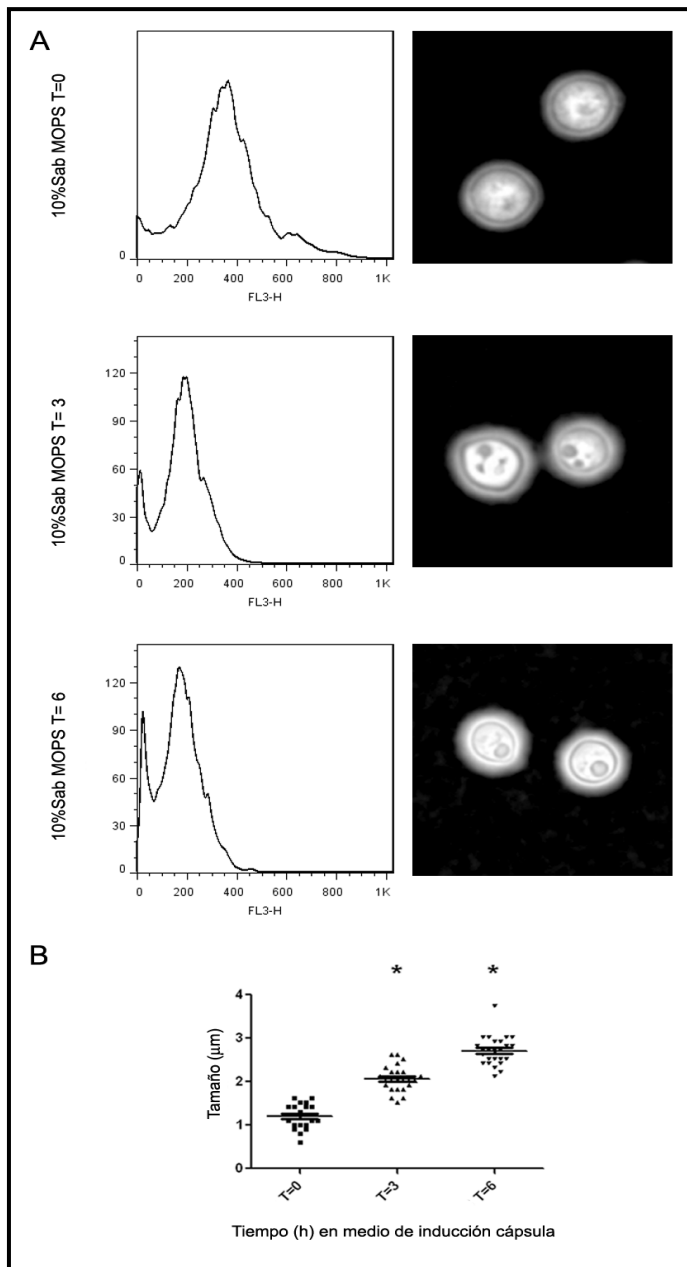 A
10%Sab MOPS T=0
0
0 200 400 600 800 1K
FL3-H
10%Sab MOPS T= 3
120
90
60
30
0
0 200 400 600 800 1K
FL3-H
10%Sab MOPS T= 6
120
90
60
30
0
0 200 400 600 800 1K
FL3-H
B
* *
Tamaño (µm)
4
3
2
1
0
T=0 T=3 T=6
Tiempo (h) en medio de inducción cápsula